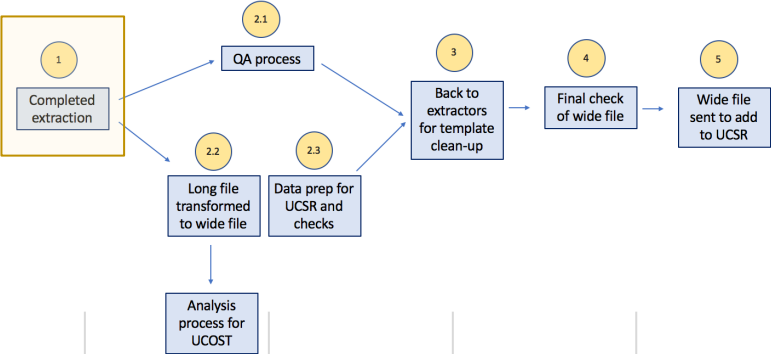 1
Completed
extraction
2.1
QA process
2.2
Long file
transformed
to wide file
2.3
Data prep for
UCSR and
checks
Analysis
process for
UCOST
3
Back to
extractors
for template
clean-up
4
Final check
of wide file
5
Wide file
sent to add
to UCSR